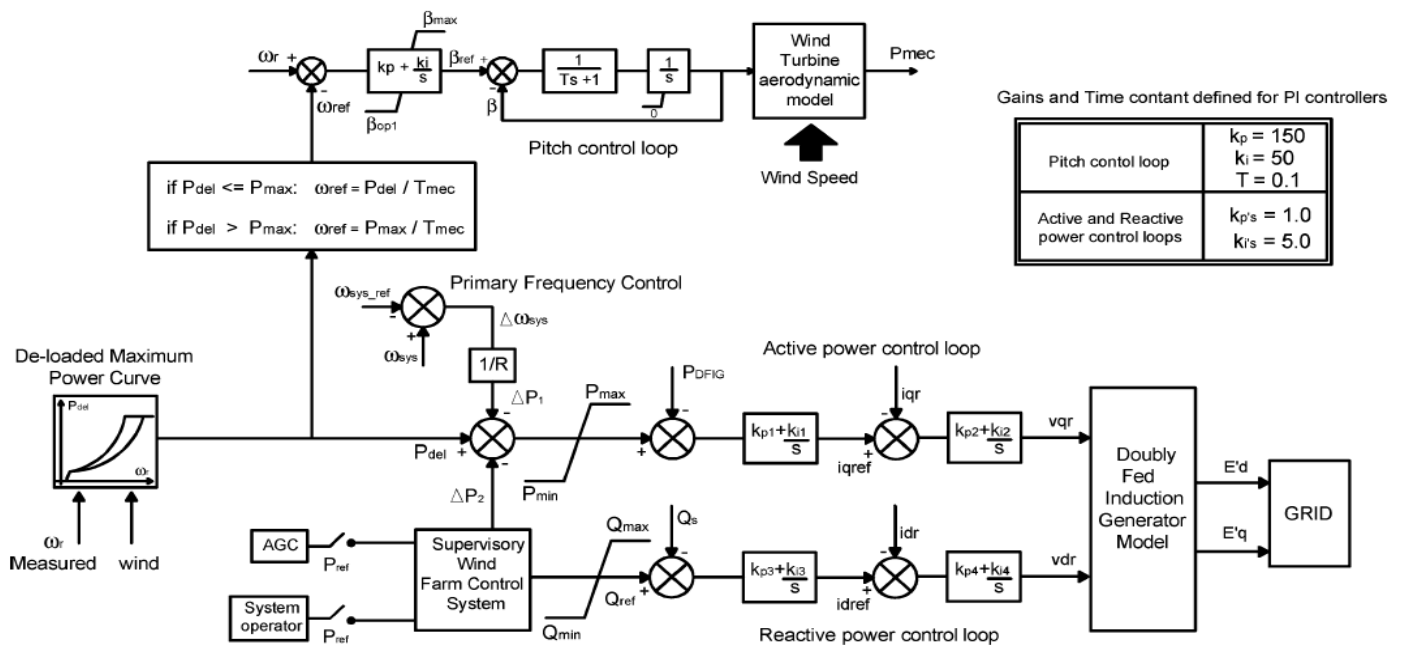 βmax
ωr +
-
ωref
kp + ki/s
βop1
βref +
-
β
1
Ts +1
1
s
0
Pitch control loop
Wind
Turbine
aerodynamic
model
Pmec
Wind Speed
Gains and Time contant defined for PI controllers
Pitch contol loop
kp = 150
ki = 50
T = 0.1
Active and Reactive
power control loops
kp's = 1.0
ki's = 5.0
if Pdel <= Pmax: ωref = Pdel / Tmec
if Pdel > Pmax: ωref = Pmax / Tmec
Primary Frequency Control
ωsys_ref
-
+
ωsys
△ωsys
1/R
△P1
-
De-loaded Maximum
Power Curve
Pdel
ωr
ωr
Measured
wind
Pdel
+
-
△P2
Pmax
Pmin
PDFIG
-
+
kp1+ki1/s
Active power control loop
iqr
-
+
iqref
kp2+ki2/s
vqr
AGC
Pref
System
operator
Pref
Supervisory
Wind
Farm Control
System
Qmax
Qmin
Qref
Qs
-
+
kp3+ki3/s
idr
-
+
idref
kp4+ki4/s
vdr
Reactive power control loop
Doubly
Fed
Induction
Generator
Model
E'd
E'q
GRID